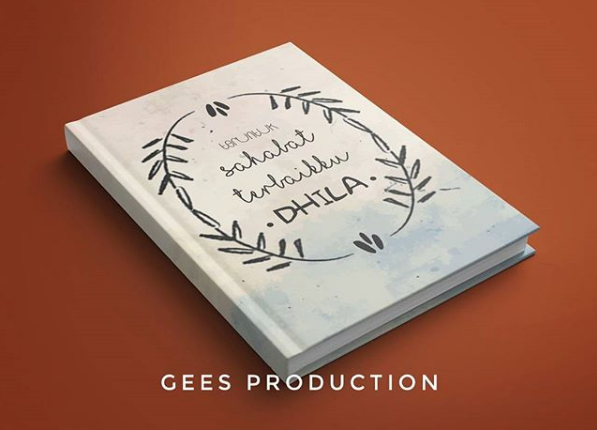 teruntuk
sahabat
terbaikku
• DHILA •
GEES PRODUCTION